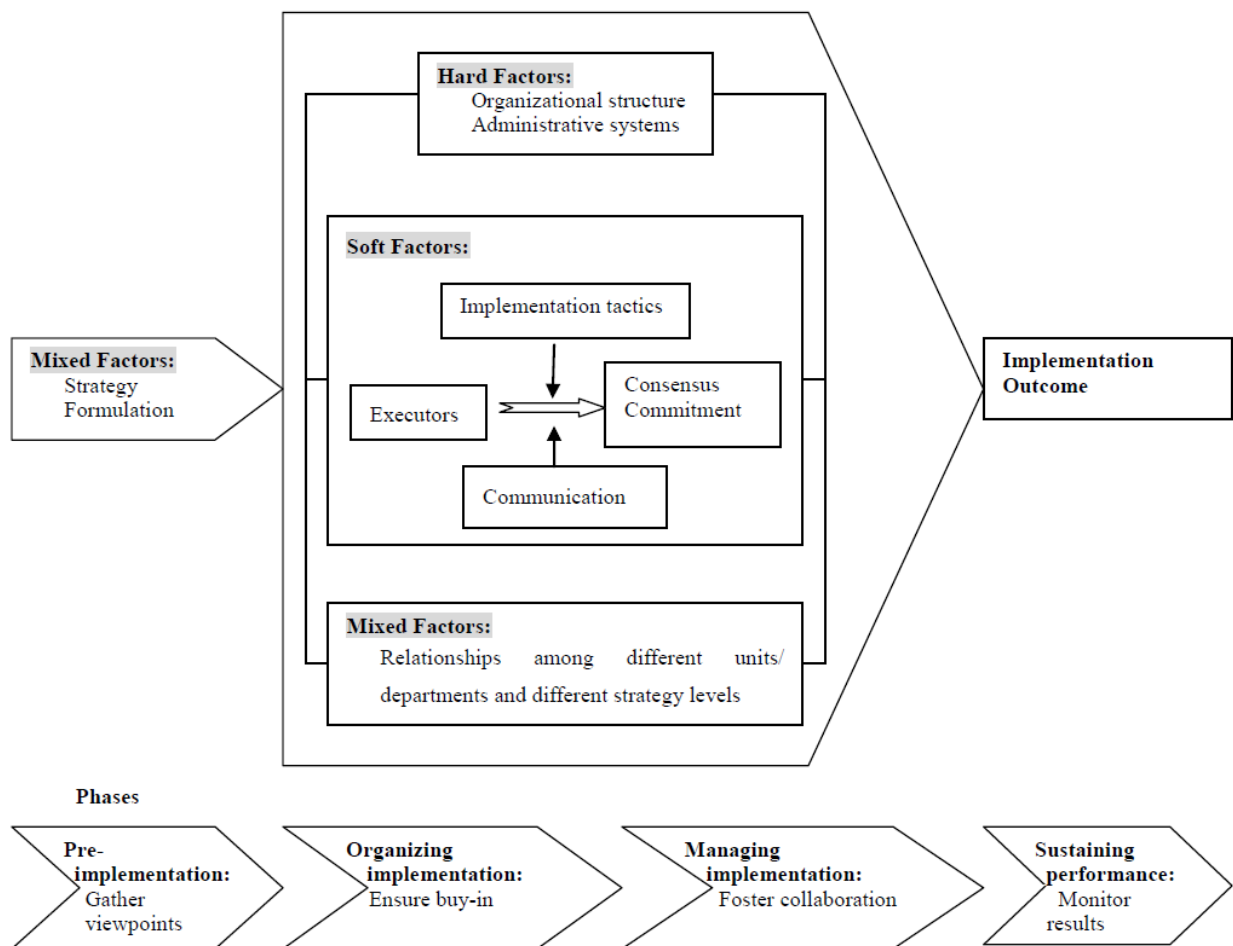 Hard Factors:
Organizational structure
Administrative systems
Soft Factors:
Implementation tactics
Mixed Factors:
Strategy
Formulation
Executors
Consensus
Commitment
Communication
Implementation
Outcome
Mixed Factors:
Relationships among different units/
departments and different strategy levels
Phases
Pre-
implementation:
Gather
viewpoints
Organizing
implementation:
Ensure buy-in
Managing
implementation:
Foster collaboration
Sustaining
performance:
Monitor
results